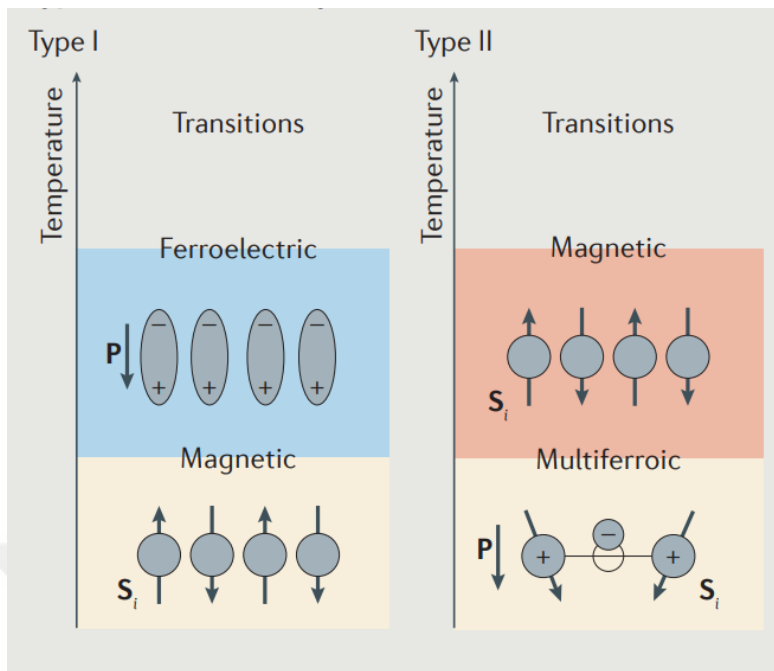 Type I
Temperature
Transitions
Ferroelectric
− − − −
P
+ + + +
Magnetic
S i
Type II
Temperature
Transitions
Magnetic
S i
Multiferroic
P
−
+ +
S i